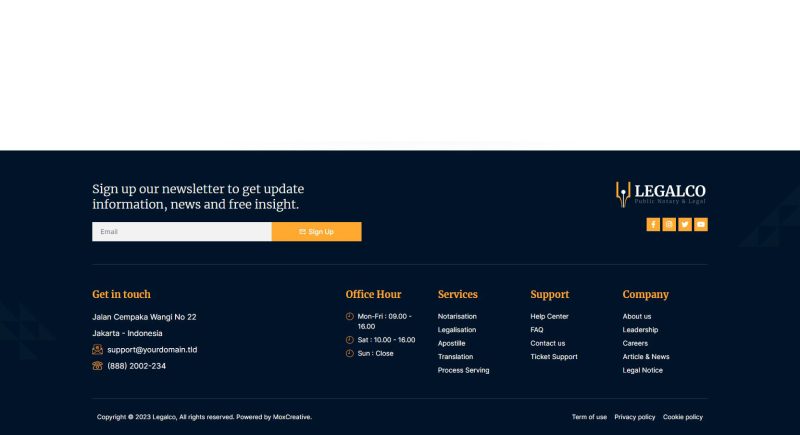 Sign up our newsletter to get update
information, news and free insight.
Email
Sign Up
LEGALCO
Public Notary & Legal
Get in touch
Jalan Cempaka Wangi No 22
Jakarta - Indonesia
support@yourdomain.tld
(888) 2002-234
Office Hour
Mon-Fri : 09.00 -
16.00
Sat : 10.00 - 16.00
Sun : Close
Services
Notarisation
Legalisation
Apostille
Translation
Process Serving
Support
Help Center
FAQ
Contact us
Ticket Support
Company
About us
Leadership
Careers
Article & News
Legal Notice
Copyright © 2023 Legalco, All rights reserved. Powered by MoxCreative.
Term of use Privacy policy Cookie policy